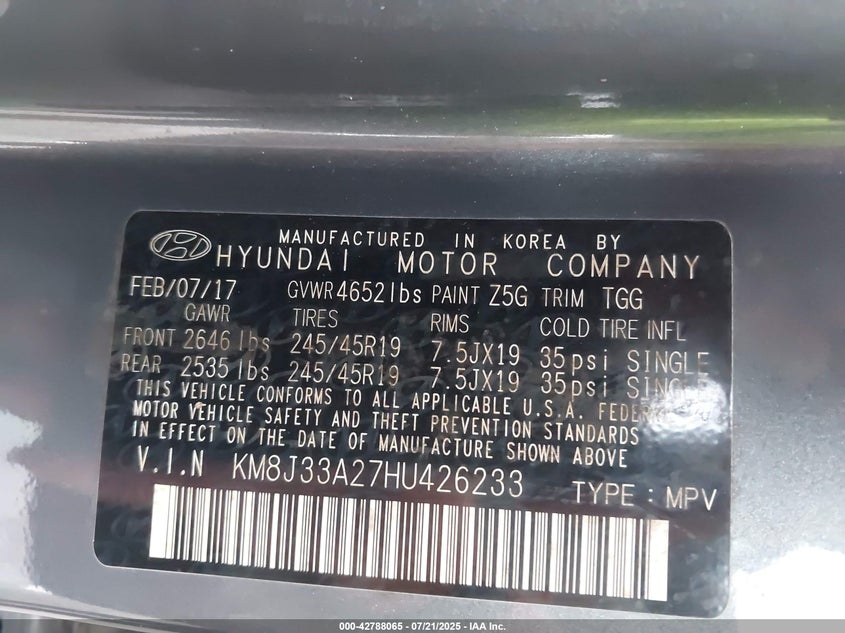 MANUFACTURED IN KOREA BY
HYUNDAI MOTOR COMPANY
FEB/07/17 GVWR 4652lbs PAINT Z5G TRIM TGG
GAWR TIRES RIMS COLD TIRE INFL
FRONT 2646 lbs 245/45R19 7.5JX19 35psi SINGLE
REAR 2535 lbs 245/45R19 7.5JX19 35psi SINGLE
THIS VEHICLE CONFORMS TO ALL APPLICABLE U.S.A. FEDERAL
MOTOR VEHICLE SAFETY AND THEFT PREVENTION STANDARDS
IN EFFECT ON THE DATE OF MANUFACTURE SHOWN ABOVE
V.I.N KM8J33A27HU426233 TYPE : MPV
000-42788065 - 07/21/2025 - IAA Inc.